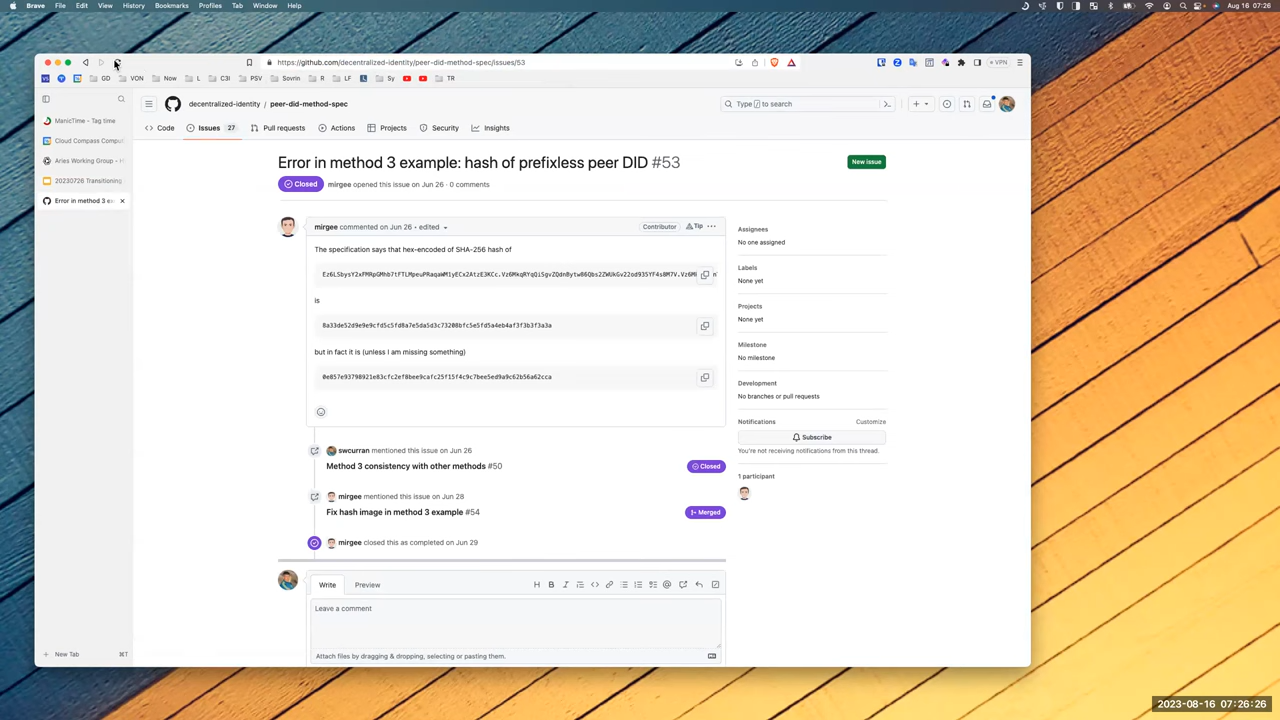 Brave File Edit View History Bookmarks Profiles Tab Window Help Aug 16 07:26
https://github.com/decentralized-identity/peer-did-method-spec/issues/53 VPN
GD VON Now L C3I PSV Sovrin R LF Sy TR
decentralized-identity / peer-did-method-spec
Type / to search
ManicTime - Tag time
Code Issues 27 Pull requests Actions Projects Security Insights
Cloud Compass Compu
Aries Working Group - H
20230726 Transitioning
Error in method 3 ex
Error in method 3 example: hash of prefixless peer DID #53
New issue
Closed mirgee opened this issue on Jun 26 · 0 comments
mirgee commented on Jun 26 • edited
Contributor Tip
The specification says that hex-encoded of SHA-256 hash of
is
but in fact it is (unless I am missing something)
swcurran mentioned this issue on Jun 26
Method 3 consistency with other methods #50
Closed
mirgee mentioned this issue on Jun 28
Fix hash image in method 3 example #54
Merged
mirgee closed this as completed on Jun 29
Write Preview
Leave a comment
Attach files by dragging & dropping, selecting or pasting them.
Assignees
No one assigned
Labels
None yet
Projects
None yet
Milestone
No milestone
Development
No branches or pull requests
Notifications Customize
Subscribe
You're not receiving notifications from this thread.
1 participant
New Tab ⌘T
2023-08-16 07:26:26